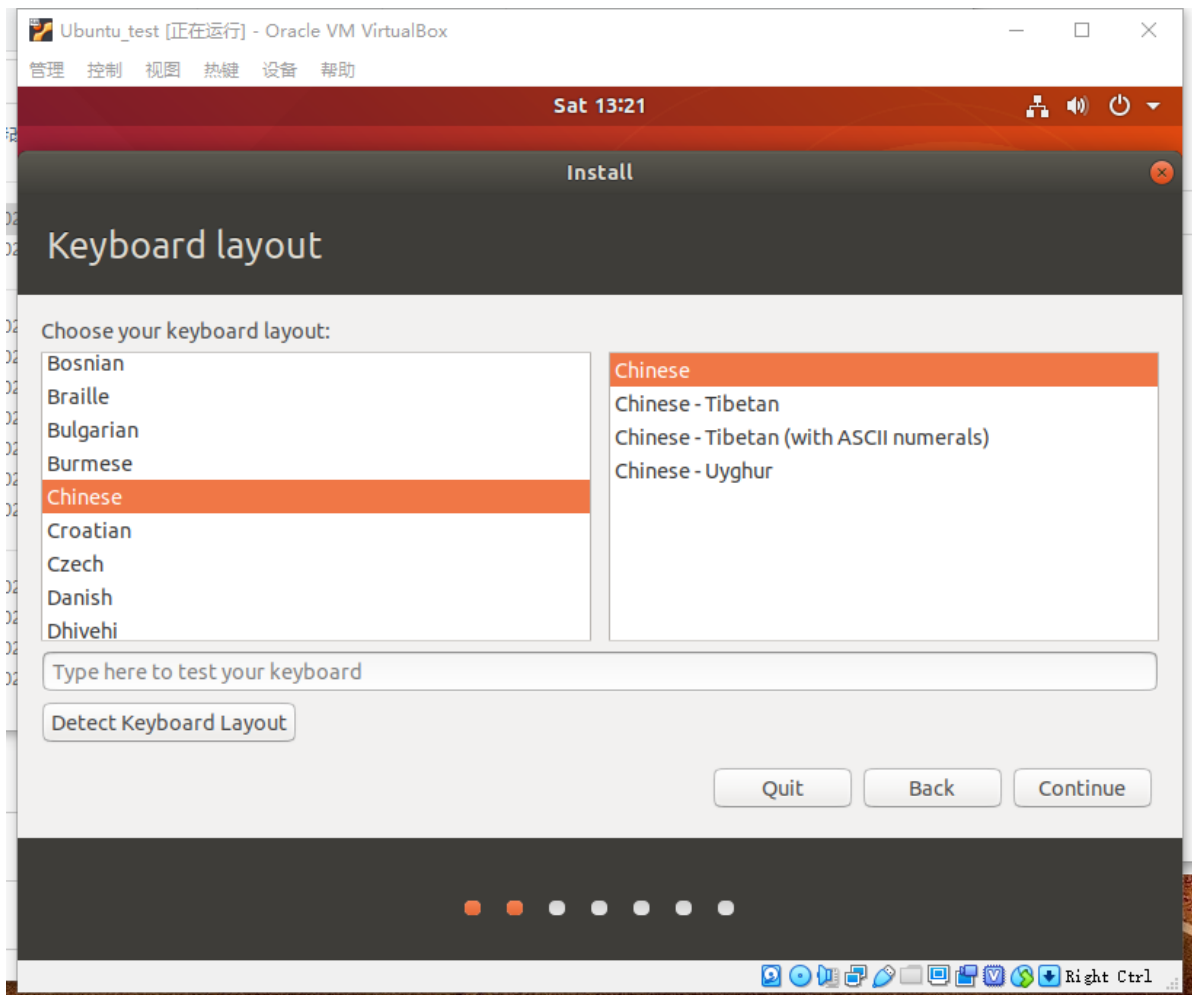 Ubuntu_test [正在运行] - Oracle VM VirtualBox
管理 控制 视图 热键 设备 帮助
Sat 13:21
Install
Keyboard layout
Choose your keyboard layout:
Bosnian
Braille
Bulgarian
Burmese
Chinese
Croatian
Czech
Danish
Dhivehi
Chinese
Chinese - Tibetan
Chinese - Tibetan (with ASCII numerals)
Chinese - Uyghur
Type here to test your keyboard
Detect Keyboard Layout
Quit Back Continue
Right Ctrl